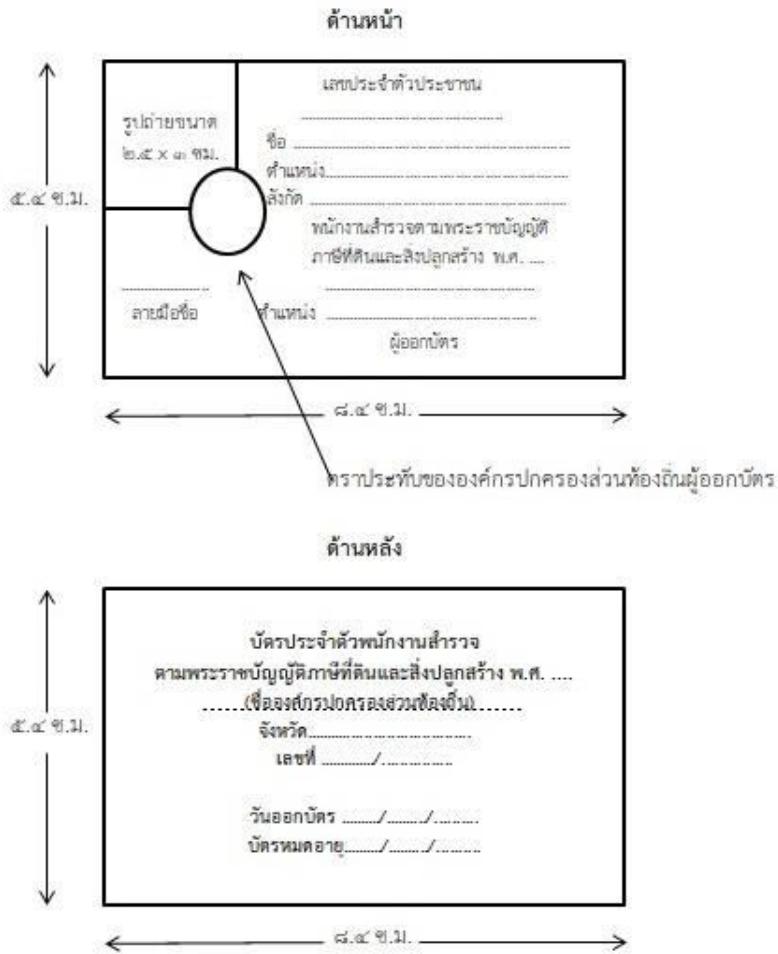 ด้านหน้า
เลขประจำตัวประชาชน
......................................................
รูปถ่ายขนาด
๒.๕ x ๓ ซม.
ชื่อ ......................................................
ตำแหน่ง......................................................
สังกัด ......................................................
พนักงานสำรวจตามพระราชบัญญัติ
ภาษีที่ดินและสิ่งปลูกสร้าง พ.ศ. ....
......................................................
ตำแหน่ง ......................................................
ผู้ออกบัตร
.......................
ลายมือชื่อ
๕.๔ ซ.ม.
๘.๔ ซ.ม.
ตราประทับขององค์กรปกครองส่วนท้องถิ่นผู้ออกบัตร
ด้านหลัง
บัตรประจำตัวพนักงานสำรวจ
ตามพระราชบัญญัติภาษีที่ดินและสิ่งปลูกสร้าง พ.ศ. ....
.........(ชื่อองค์กรปกครองส่วนท้องถิ่น).........
จังหวัด......................................
เลขที่ ............/.................
วันออกบัตร ......../......../...........
บัตรหมดอายุ......../......../...........
๕.๔ ซ.ม.
๘.๔ ซ.ม.